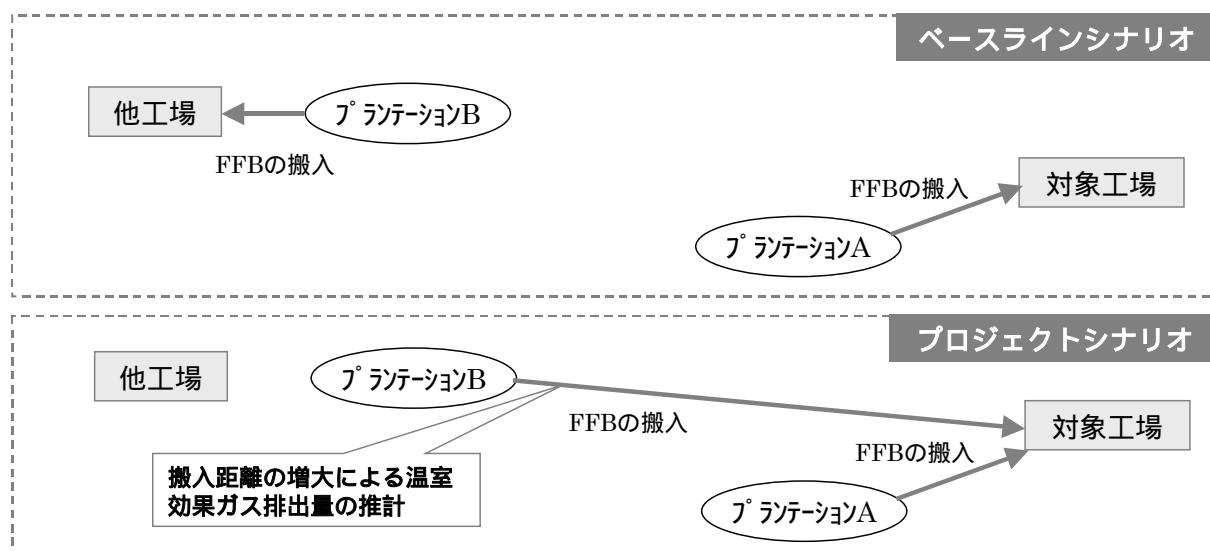 ベースラインシナリオ
他工場
ﾌﾟﾗﾝﾃｰｼｮﾝB
FFBの搬入
FFBの搬入
対象工場
ﾌﾟﾗﾝﾃｰｼｮﾝA
プロジェクトシナリオ
他工場
ﾌﾟﾗﾝﾃｰｼｮﾝB
FFBの搬入
対象工場
FFBの搬入
搬入距離の増大による温室
効果ガス排出量の推計
ﾌﾟﾗﾝﾃｰｼｮﾝA